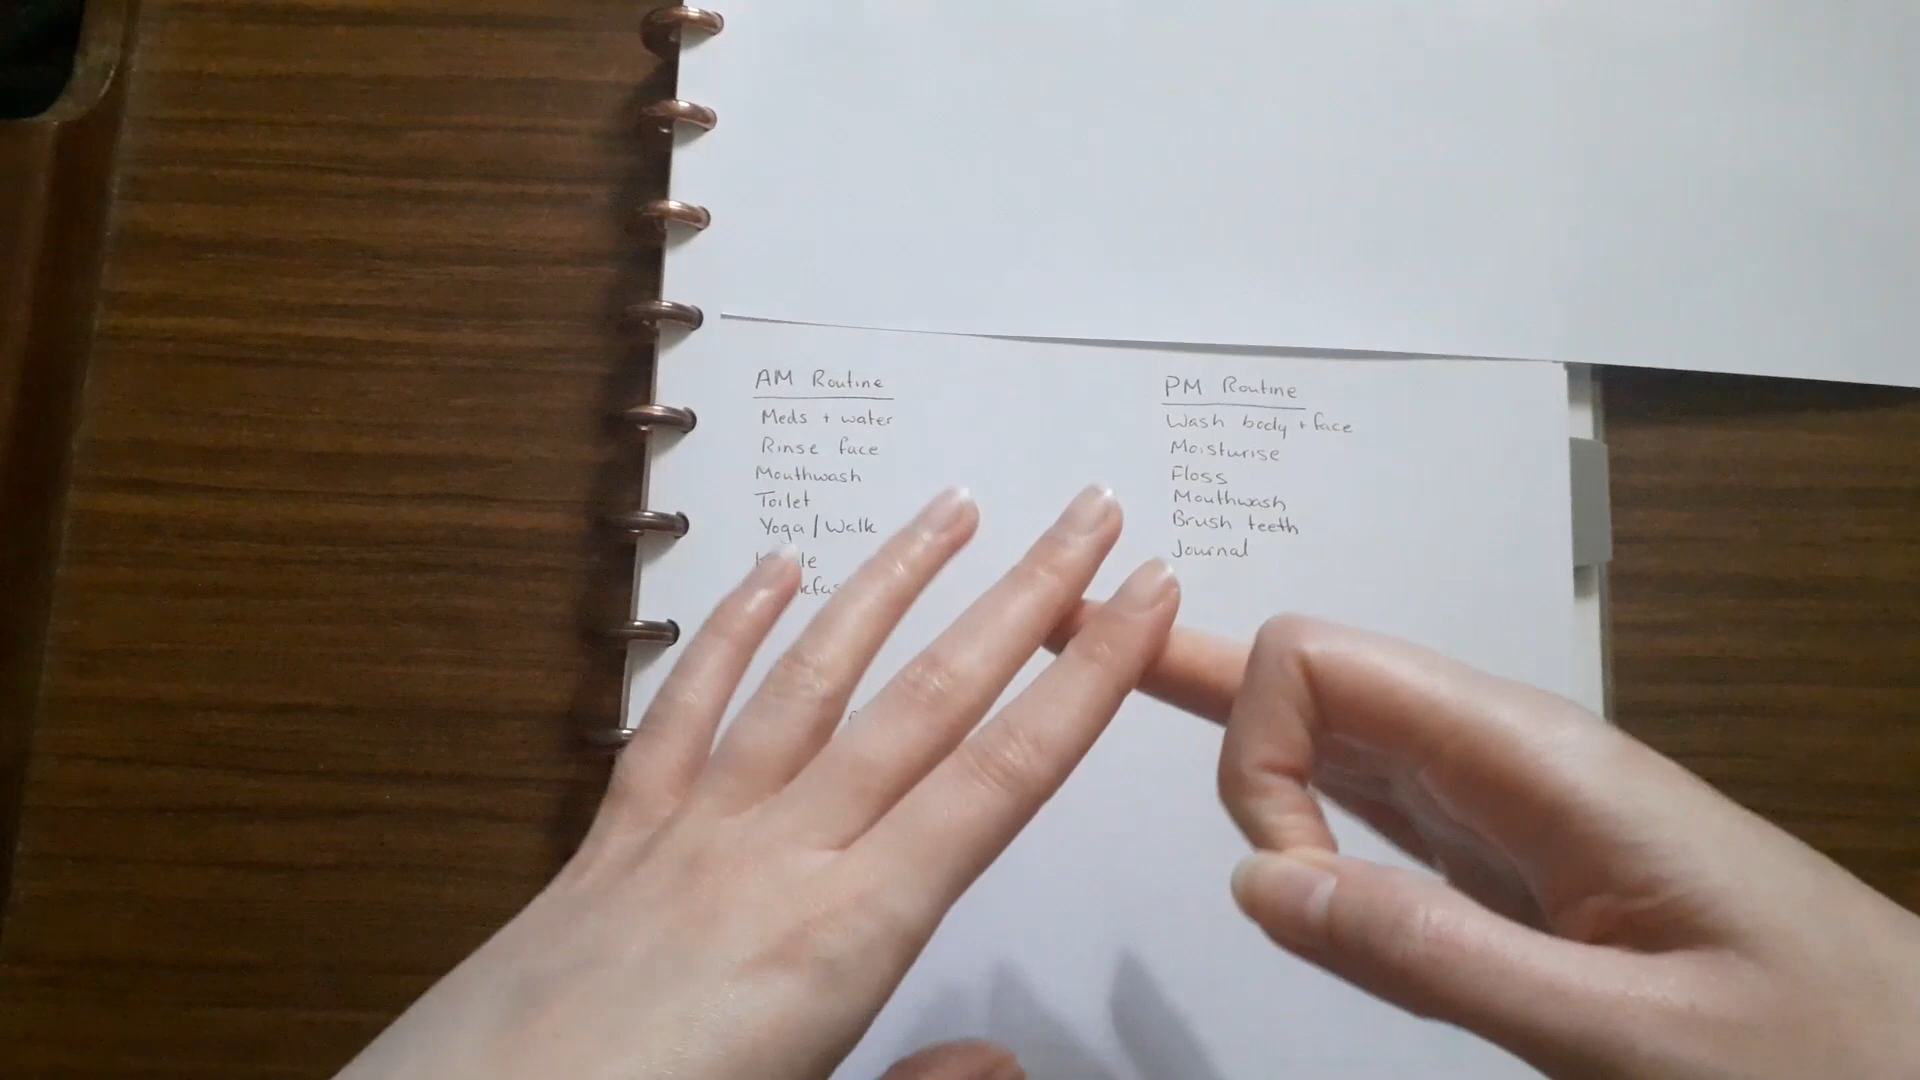 AM Routine
Meds + water
Rinse face
Mouthwash
Toilet
Yoga / Walk
PM Routine
Wash body + face
Moisturise
Floss
Mouthwash
Brush teeth
Journal